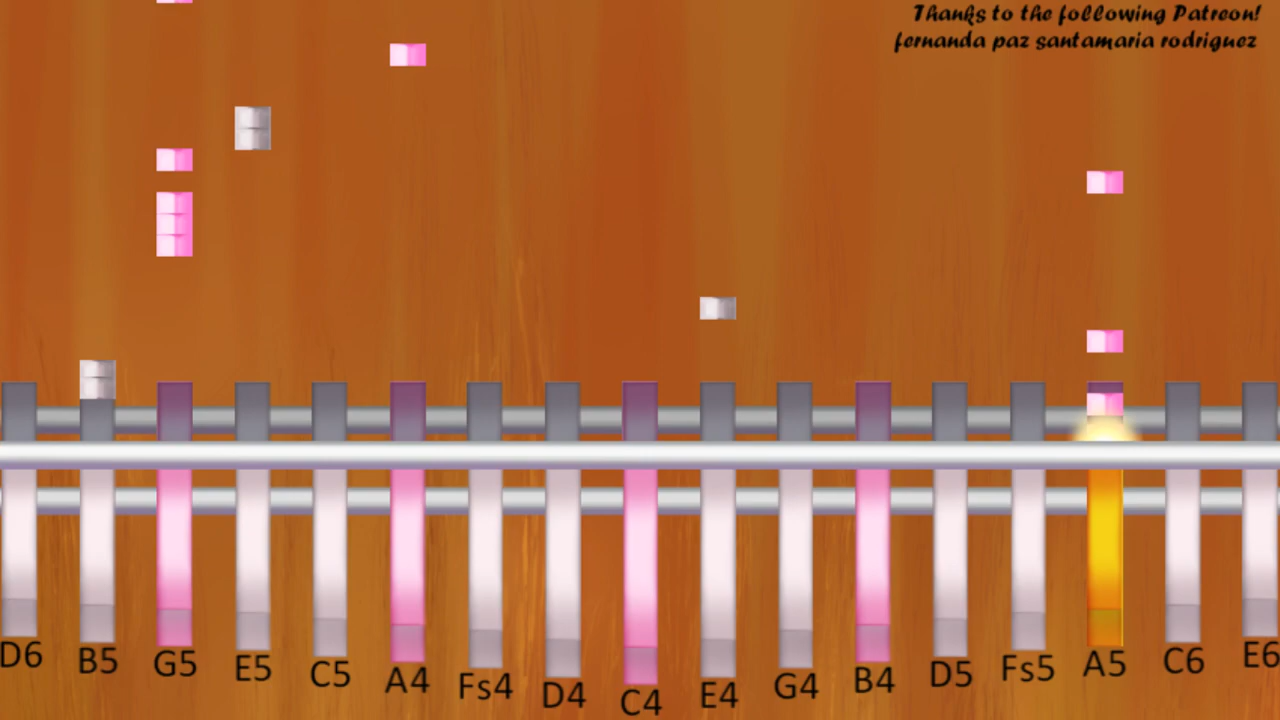 Thanks to the following Patreon!
fernanda paz santamaria rodriguez
D6 B5 G5 E5 C5 A4 Fs4 D4 C4 E4 G4 B4 D5 Fs5 A5 C6 E6